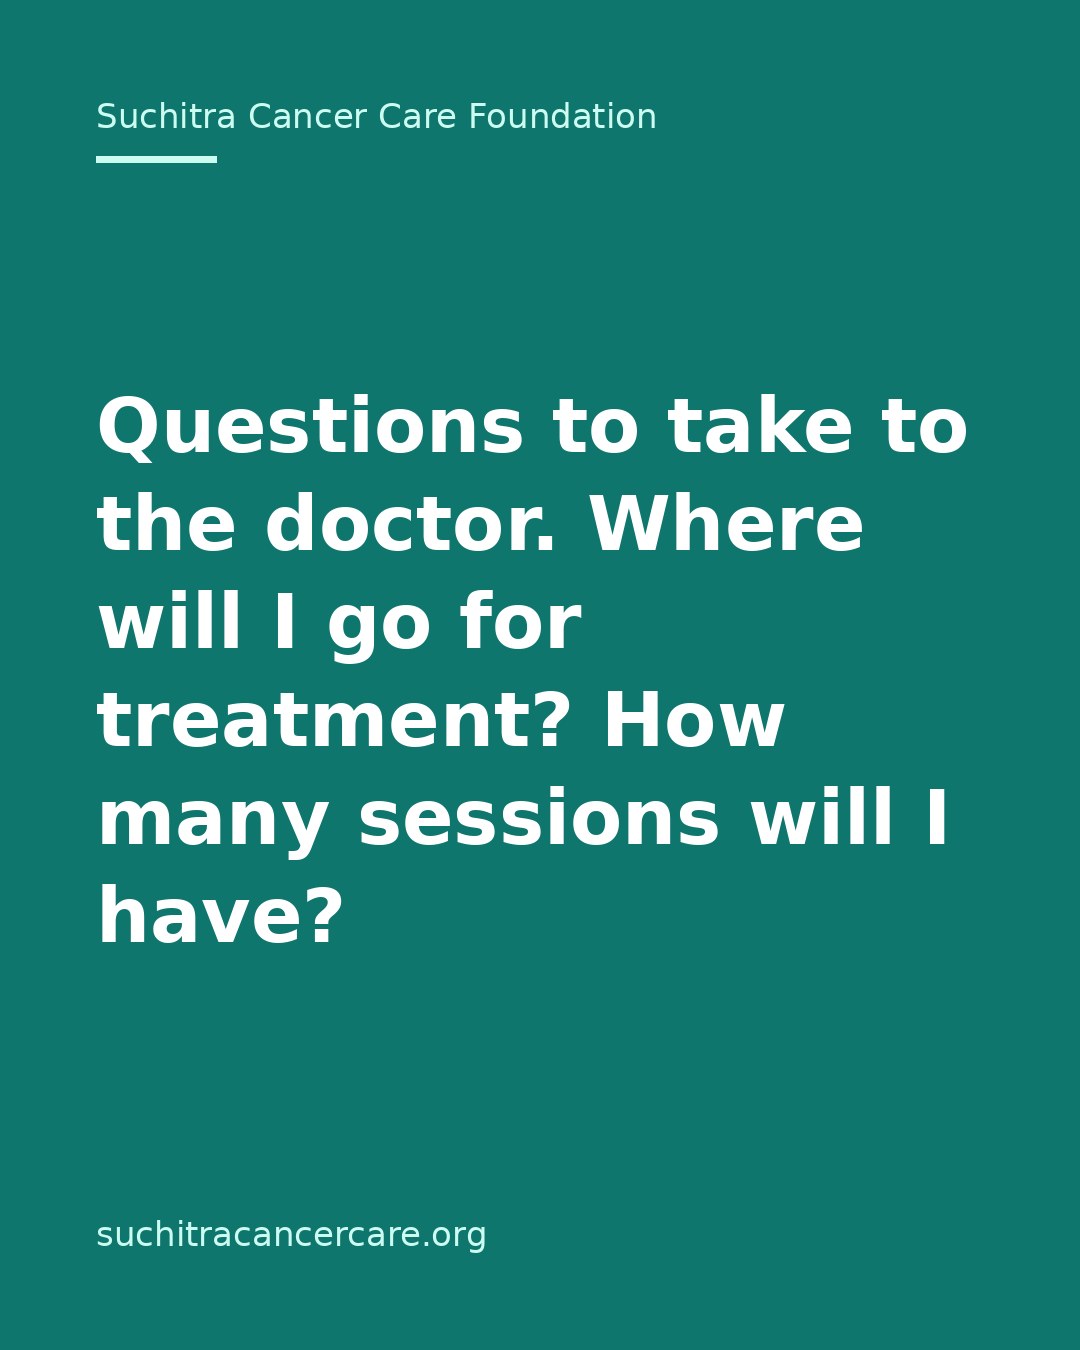 Suchitra Cancer Care Foundation
Questions to take to
the doctor. Where
will I go for
treatment? How
many sessions will I
have?
suchitracancercare.org